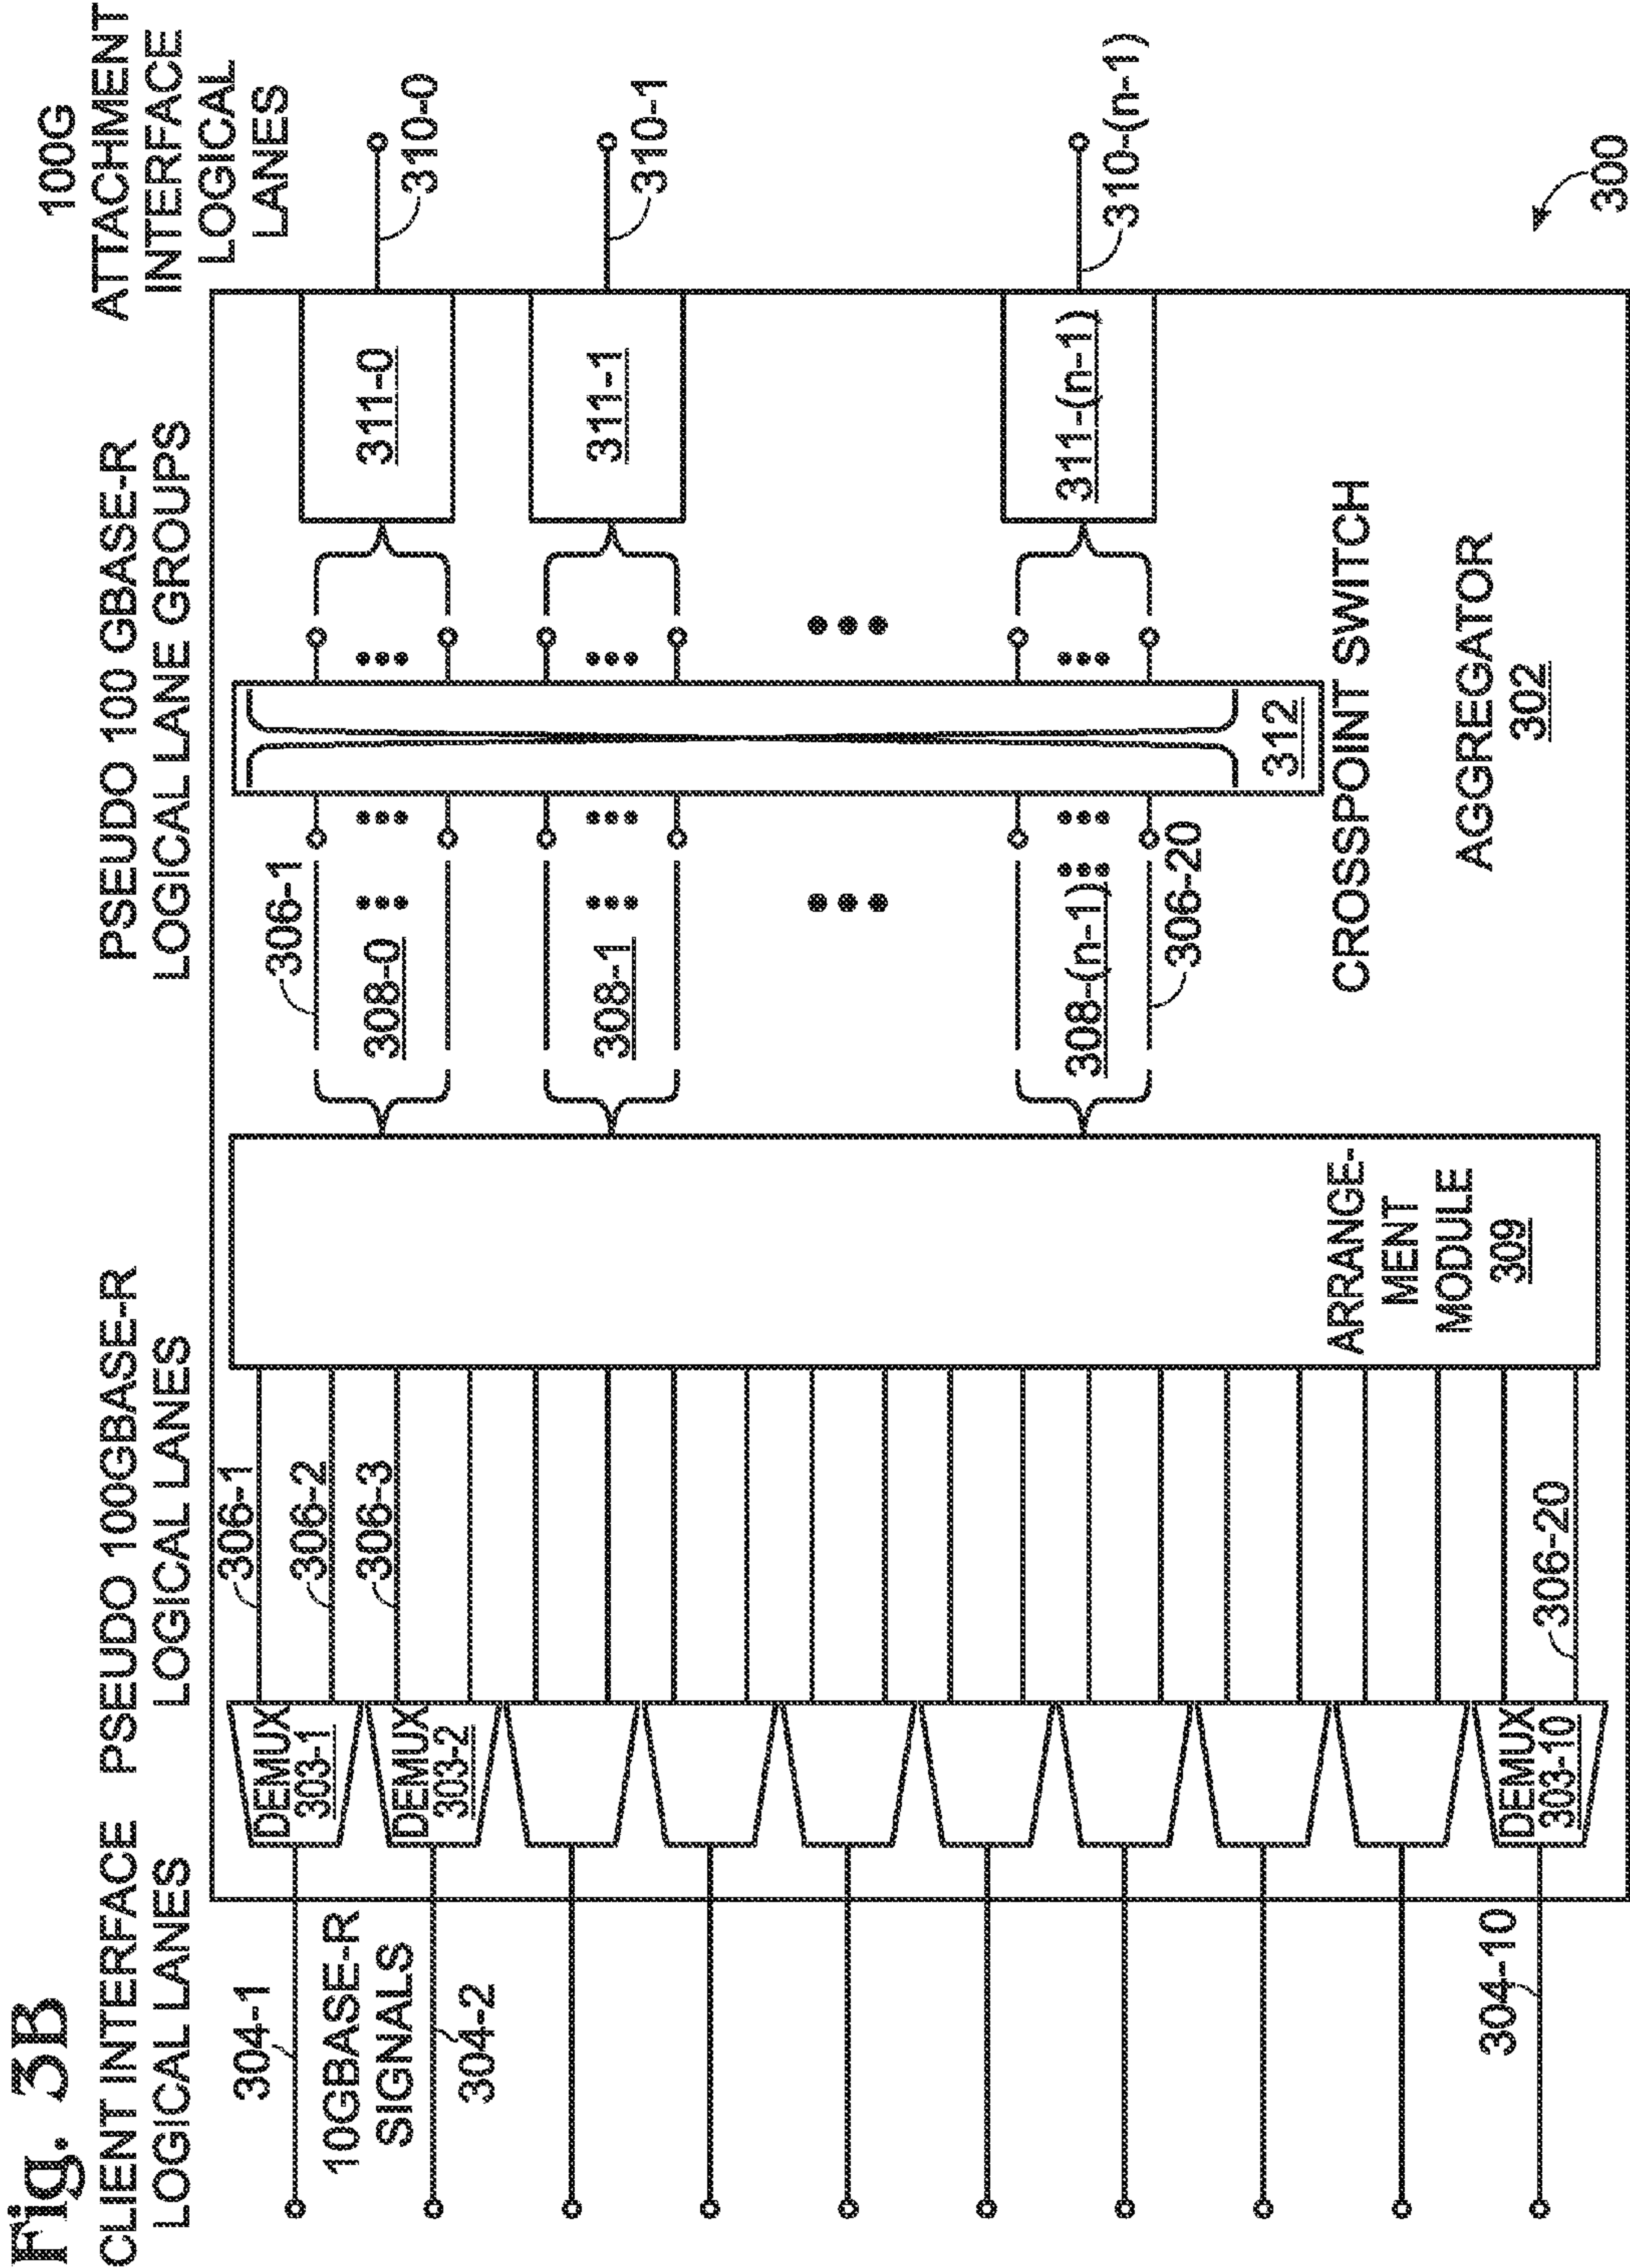 Fig. 3B
CLIENT INTERFACE
LOGICAL LANES
PSEUDO 100GBASE-R
LOGICAL LANES
PSEUDO 100 GBASE-R
LOGICAL LANE GROUPS
100G
ATTACHMENT
INTERFACE
LOGICAL
LANES
304-1
10GBASE-R
SIGNALS
304-2
304-10
DEMUX
303-1
DEMUX
303-2
DEMUX
303-10
306-1
306-2
306-3
306-20
ARRANGE-
MENT
MODULE
309
306-1
308-0
308-1
308-(n-1)
306-20
312
CROSSPOINT SWITCH
AGGREGATOR
302
311-0
311-1
311-(n-1)
310-0
310-1
310-(n-1)
300